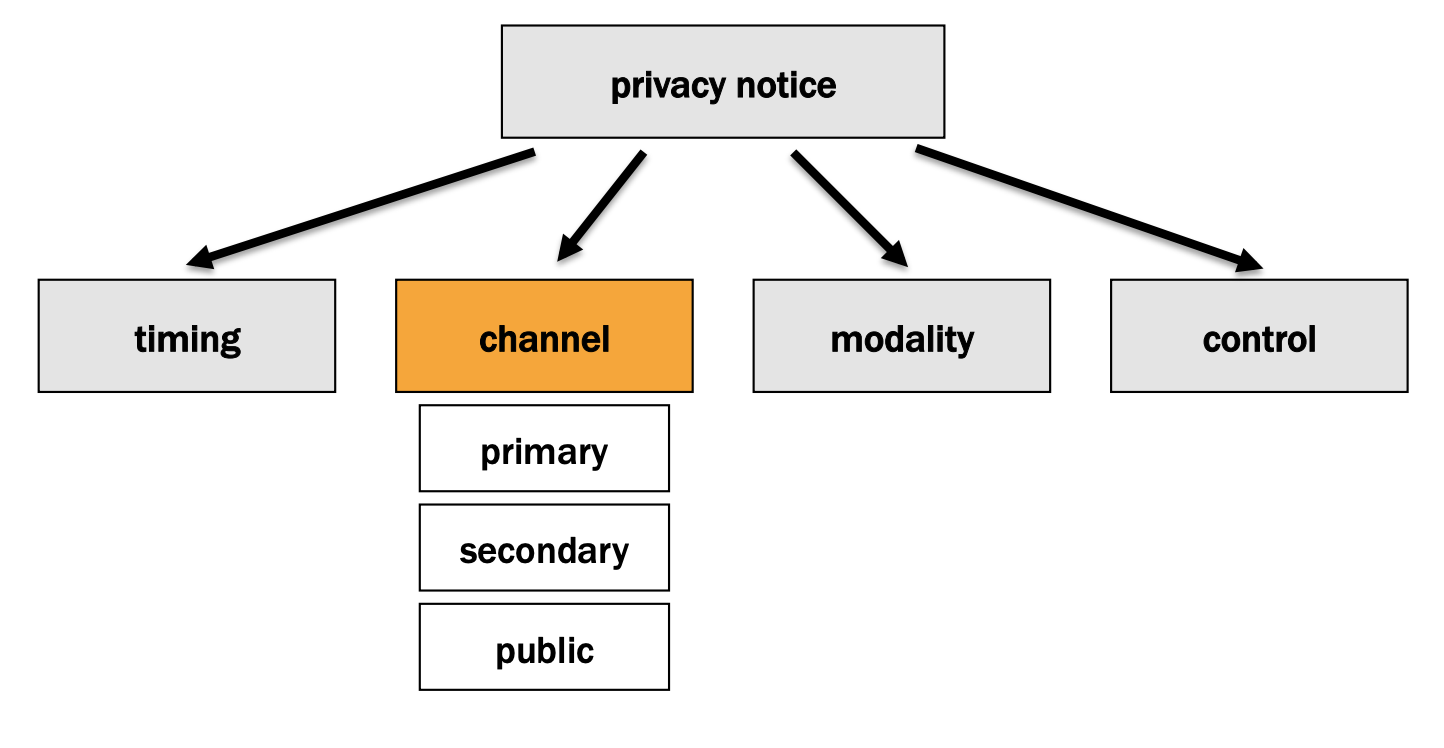 privacy notice
timing
channel
modality
control
primary
secondary
public